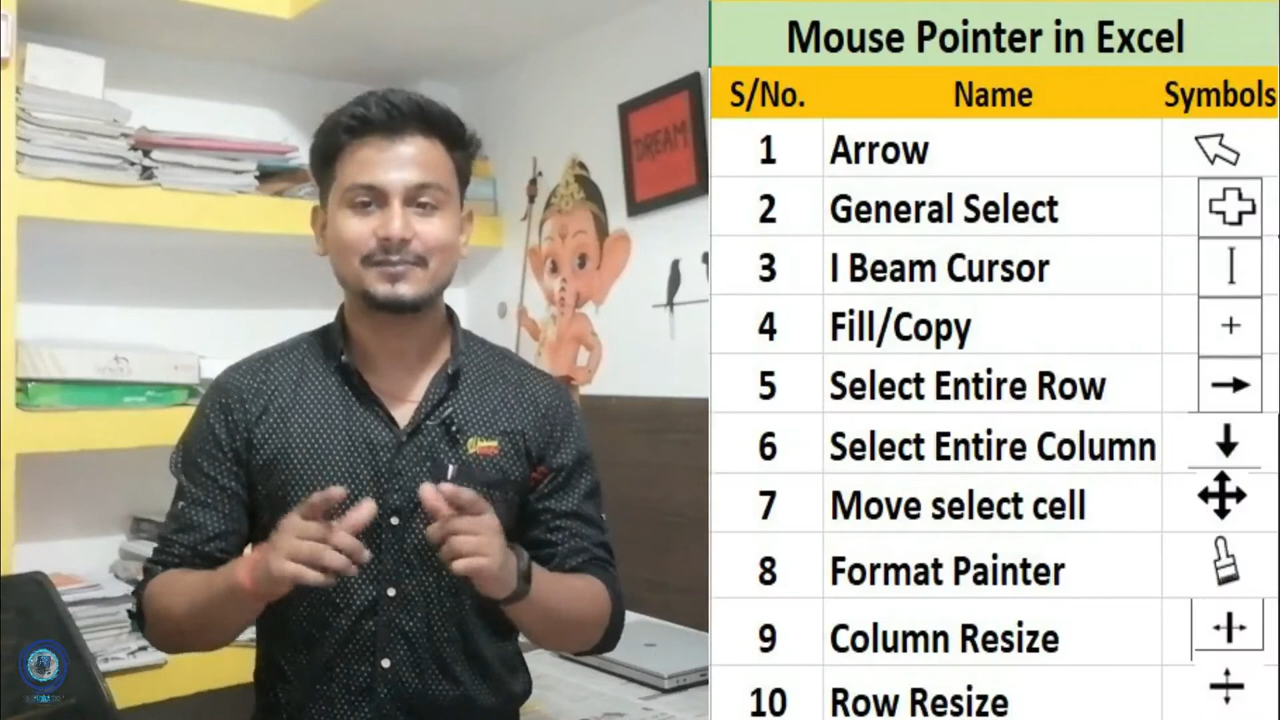 DREAM
Mouse Pointer in Excel
S/No. Name Symbols
1 Arrow
2 General Select
3 I Beam Cursor
4 Fill/Copy
5 Select Entire Row
6 Select Entire Column
7 Move select cell
8 Format Painter
9 Column Resize
10 Row Resize